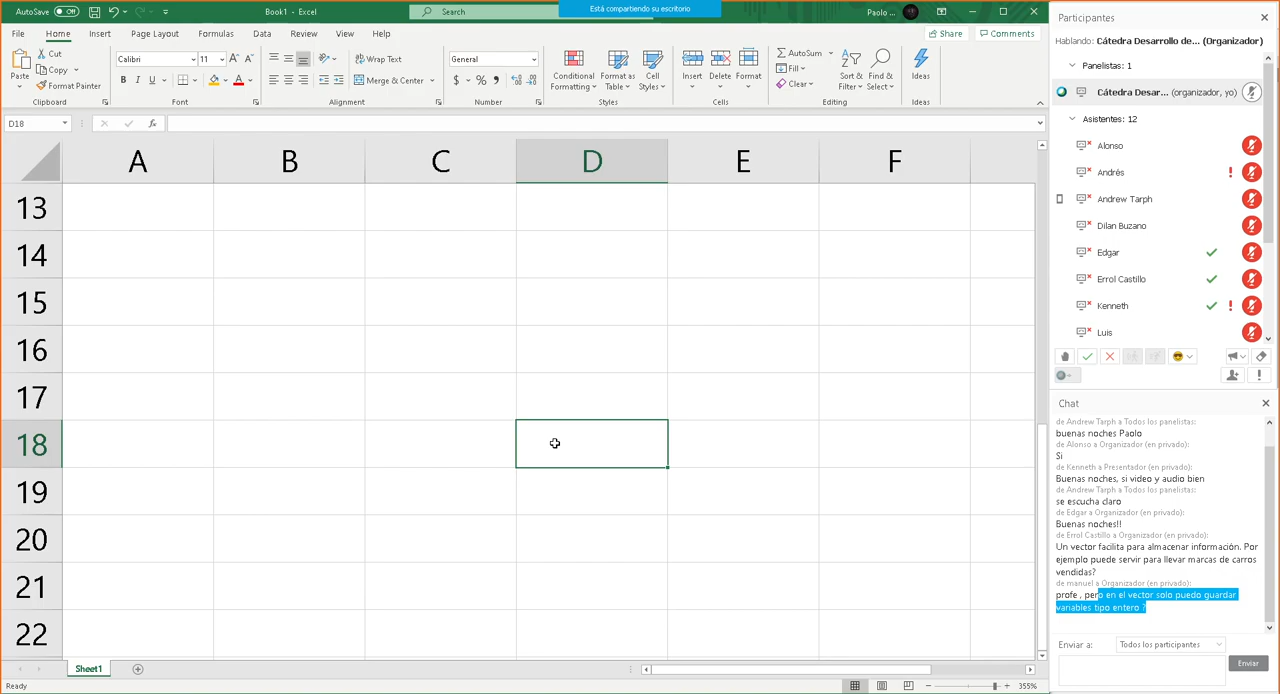 AutoSave Off Book1 - Excel Search Está compartiendo su escritorio Paolo ...
File Home Insert Page Layout Formulas Data Review View Help Share Comments
Paste Cut Copy Format Painter
Calibri 11 A A
B I U A
Wrap Text
Merge & Center
General
$ % ,
Conditional Formatting Format as Table Cell Styles
Insert Delete Format
AutoSum Fill Clear
Sort & Filter Find & Select
Ideas
Clipboard Font Alignment Number Styles Cells Editing Ideas
D18 fx
A B C D E F
13
14
15
16
17
18
19
20
21
22
Sheet1
Ready 355%
Participantes
Hablando: Cátedra Desarrollo de... (Organizador)
Panelistas: 1
Cátedra Desar... (organizador, yo)
Asistentes: 12
Alonso
Andrés
Andrew Tarph
Dilan Buzano
Edgar
Errol Castillo
Kenneth
Luis
Chat
de Andrew Tarph a Todos los panelistas:
buenas noches Paolo
de Alonso a Organizador (en privado):
Si
de Kenneth a Presentador (en privado):
Buenas noches, si video y audio bien
de Andrew Tarph a Todos los panelistas:
se escucha claro
de Edgar a Organizador (en privado):
Buenas noches!!
de Errol Castillo a Organizador (en privado):
Un vector facilita para almacenar información. Por
ejemplo puede servir para llevar marcas de carros
vendidas?
de manuel a Organizador (en privado):
profe , pero en el vector solo puedo guardar
variables tipo entero ?
Enviar a: Todos los participantes
Enviar